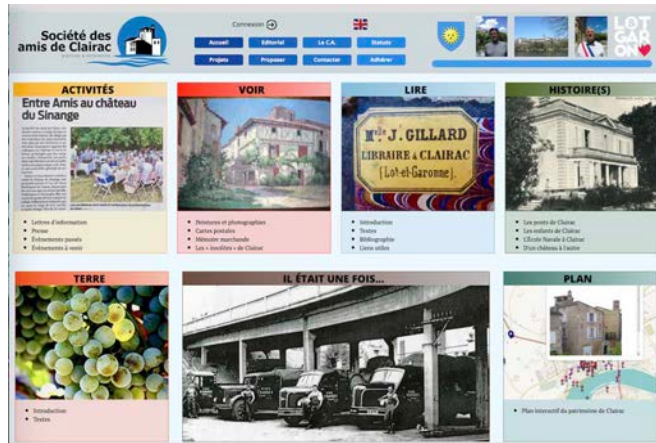 Société des
amis de Clairac
Connexion
Accueil
Editorial
Le C.A.
Statuts
Projets
Proposer
Contacter
Adhérer
LOT
GAR
ON
ACTIVITÉS
Entre Amis au château
du Sinange
Lettres d'information
Presse
Évènements passés
Évènements à venir
VOIR
Peintures et photographies
Cartes postales
Mémoire marchande
Les « insolites » de Clairac
LIRE
Melle J. GILLARD
LIBRAIRE à CLAIRAC
(Lot-et-Garonne).
Introduction
Textes
Bibliographie
Liens utiles
HISTOIRE(S)
Les ponts de Clairac
Les enfants de Clairac
L'École Navale à Clairac
D'un château à l'autre
TERRE
Introduction
Textes
IL ÉTAIT UNE FOIS...
PLAN
Plan interactif du patrimoine de Clairac